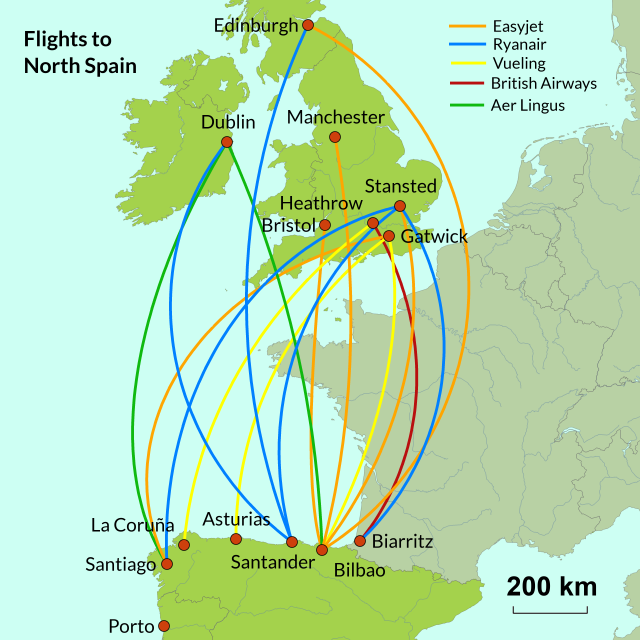 Edinburgh
Easyjet
Flights to
North Spain
Ryanair
Vueling
British Airways
Aer Lingus
Dublin
Manchester
Stansted
Heathrow
Bristol
Gatwick
La Coruña
Asturias
Biarritz
Santiago
Santander
Bilbao
200 km
Porto